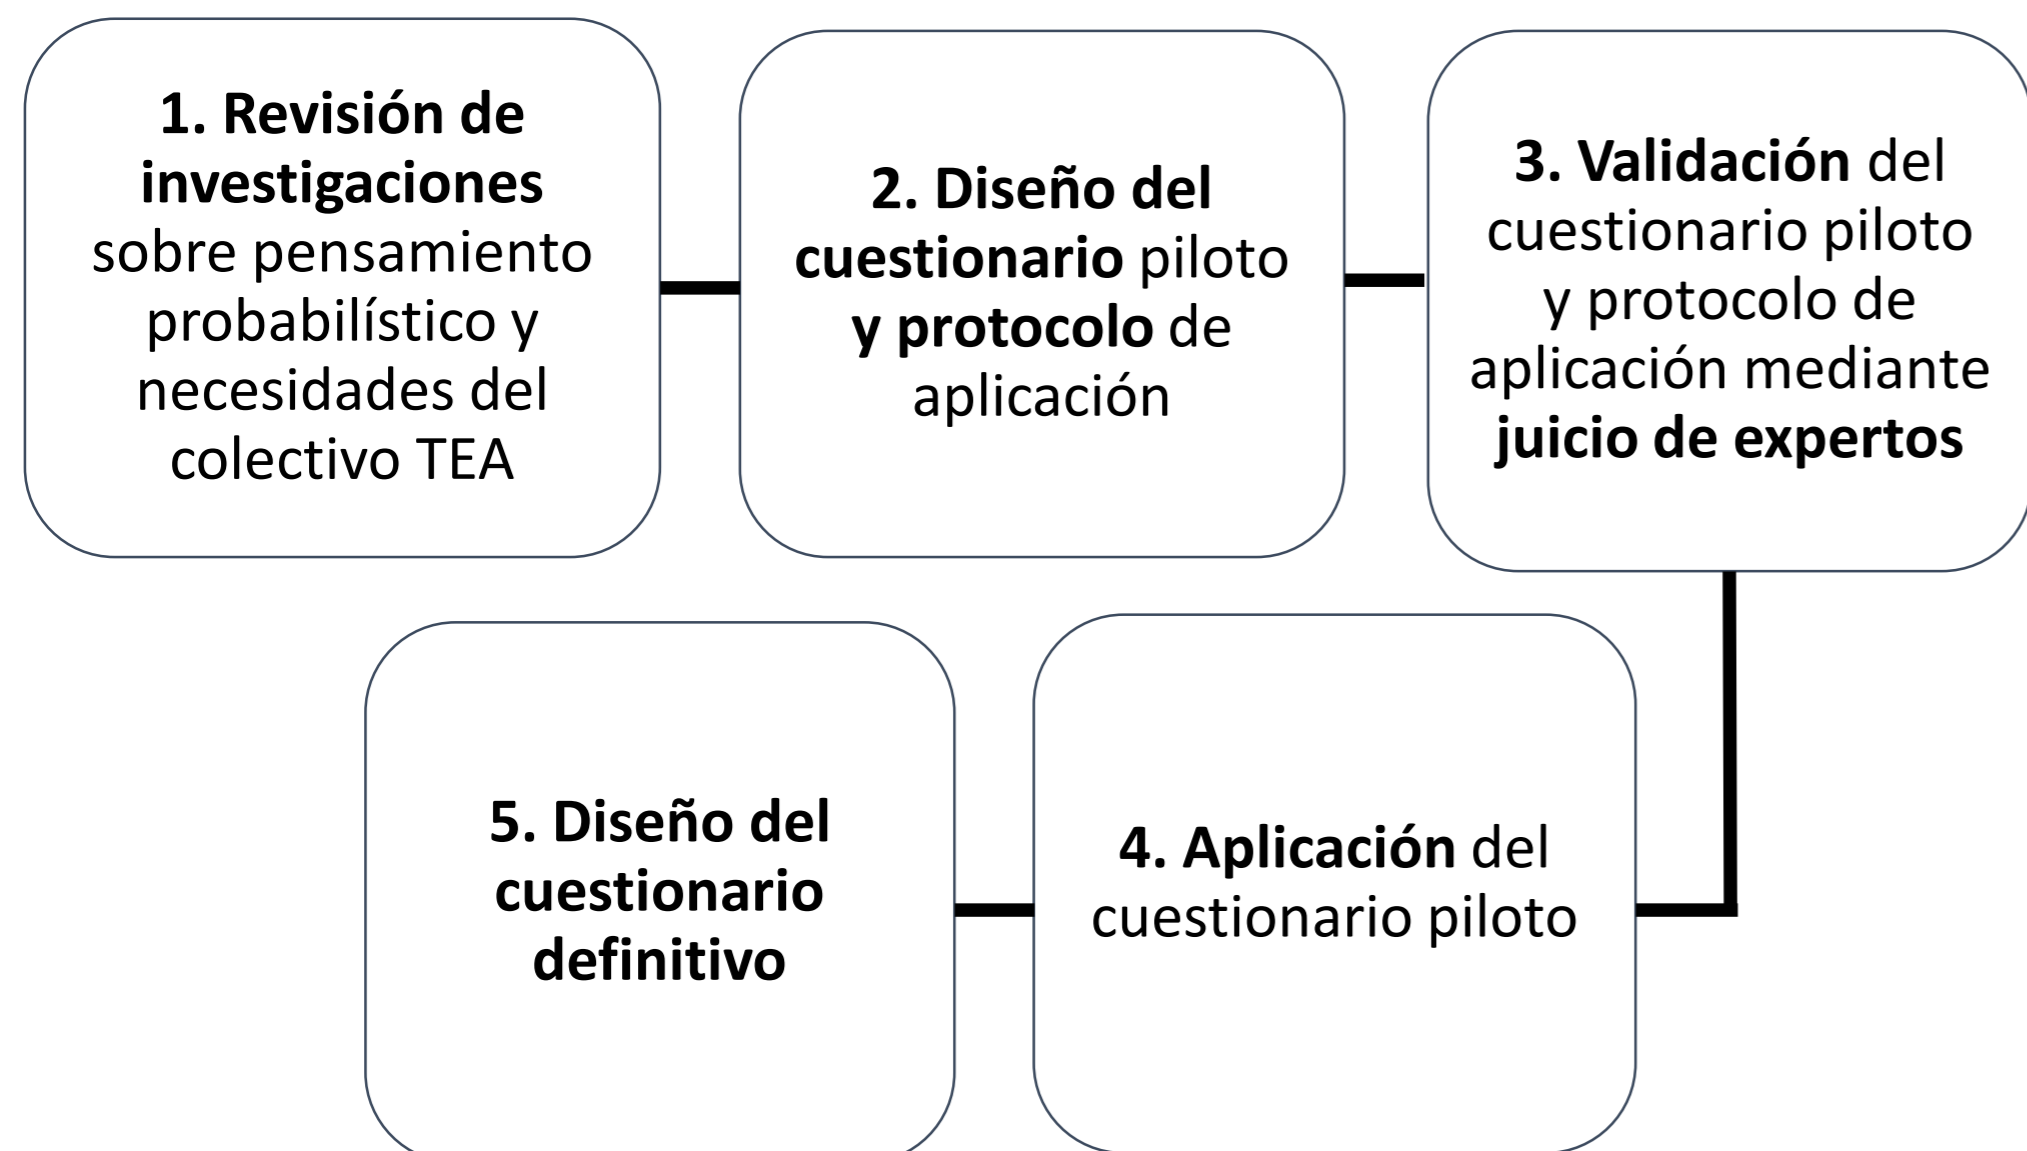 1. Revisión de
investigaciones
sobre pensamiento
probabilístico y
necesidades del
colectivo TEA
2. Diseño del
cuestionario piloto
y protocolo de
aplicación
3. Validación del
cuestionario piloto
y protocolo de
aplicación mediante
juicio de expertos
4. Aplicación del
cuestionario piloto
5. Diseño del
cuestionario
definitivo